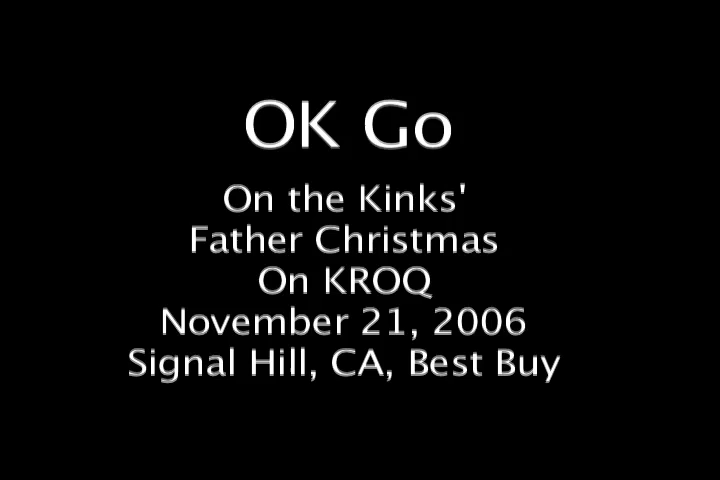 OK Go
On the Kinks'
Father Christmas
On KROQ
November 21, 2006
Signal Hill, CA, Best Buy